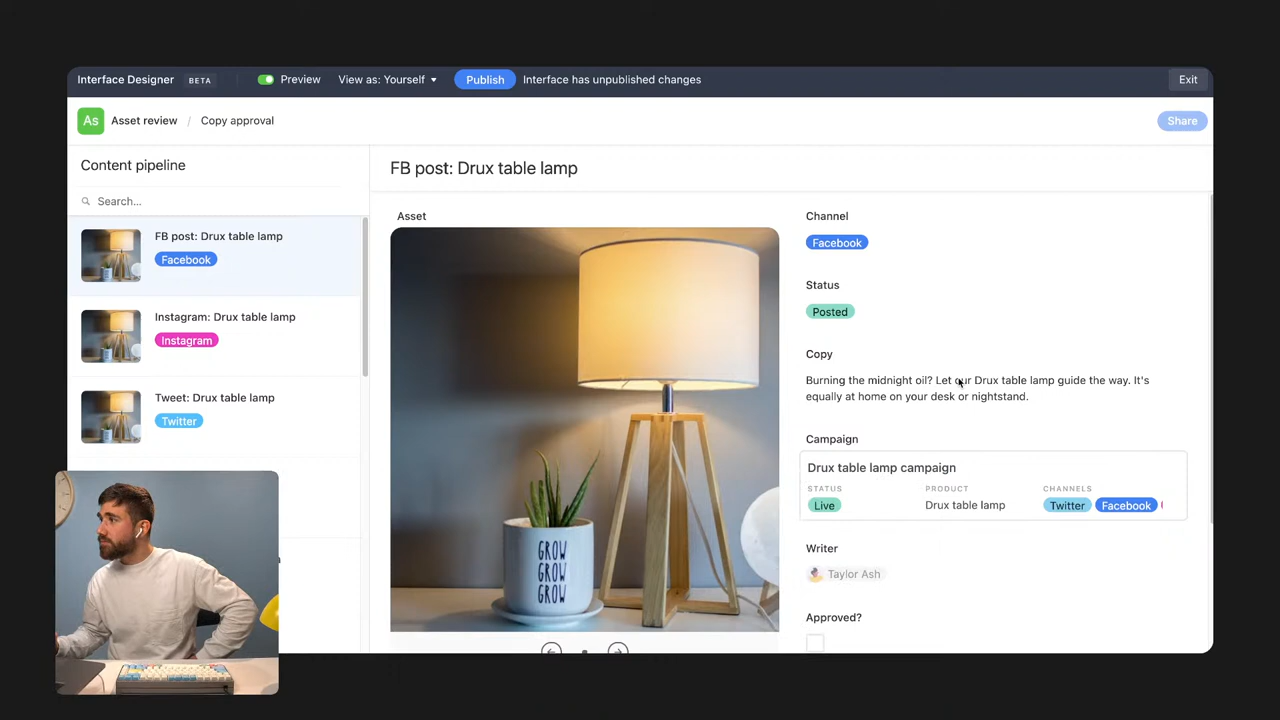 Interface Designer BETA Preview View as: Yourself Publish Interface has unpublished changes Exit
As Asset review / Copy approval Share
Content pipeline
Search...
FB post: Drux table lamp
Facebook
Instagram: Drux table lamp
Instagram
Tweet: Drux table lamp
Twitter
FB post: Drux table lamp
Asset
GROW
GROW
GROW
Channel
Facebook
Status
Posted
Copy
Burning the midnight oil? Let our Drux table lamp guide the way. It's
equally at home on your desk or nightstand.
Campaign
Drux table lamp campaign
STATUS PRODUCT CHANNELS
Live Drux table lamp Twitter Facebook
Writer
Taylor Ash
Approved?